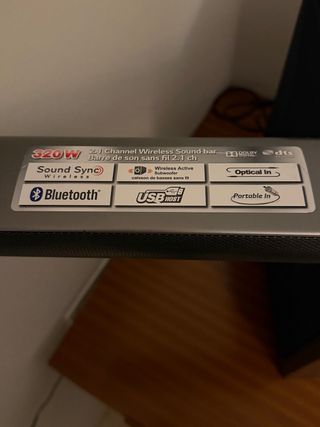 320W 2.1 Channel Wireless Sound bar
Barre de son sans fil 2.1 ch
DOLBY
dts
Sound Sync
Wireless
Wireless Active
Subwoofer
caisson de basses sans fil
Optical In
Bluetooth
USB
HOST
Portable In